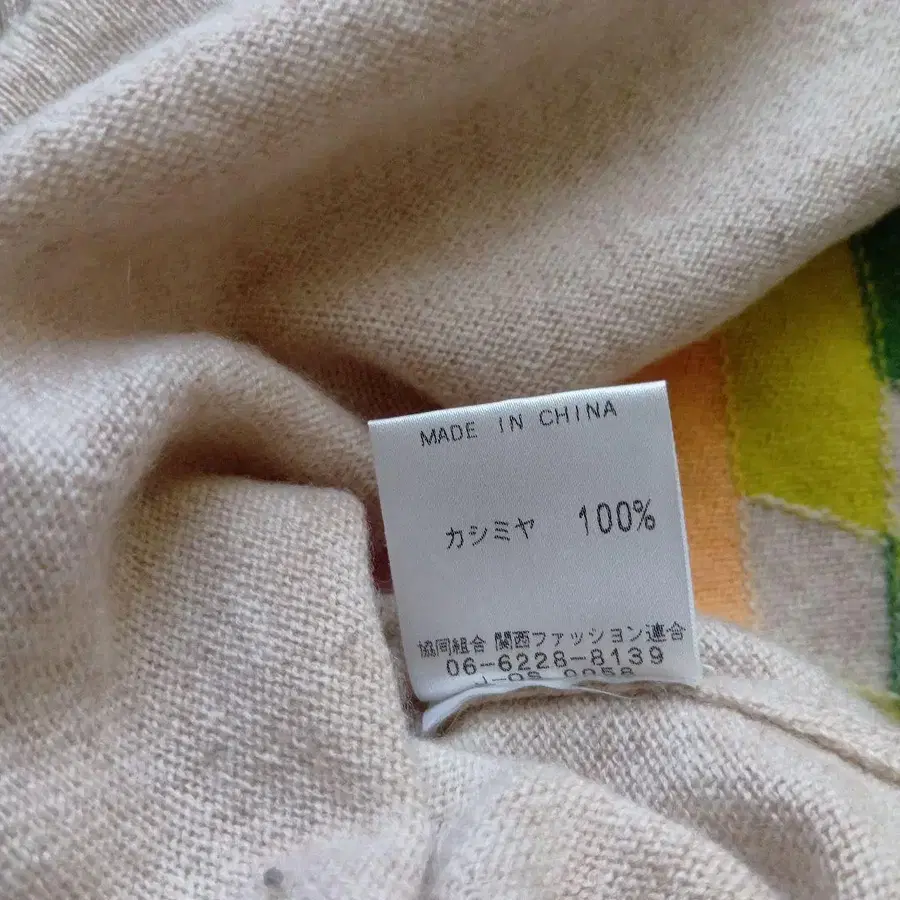 MADE IN CHINA
カシミヤ 100%
協同組合 関西ファッション連合
06-6228-8139